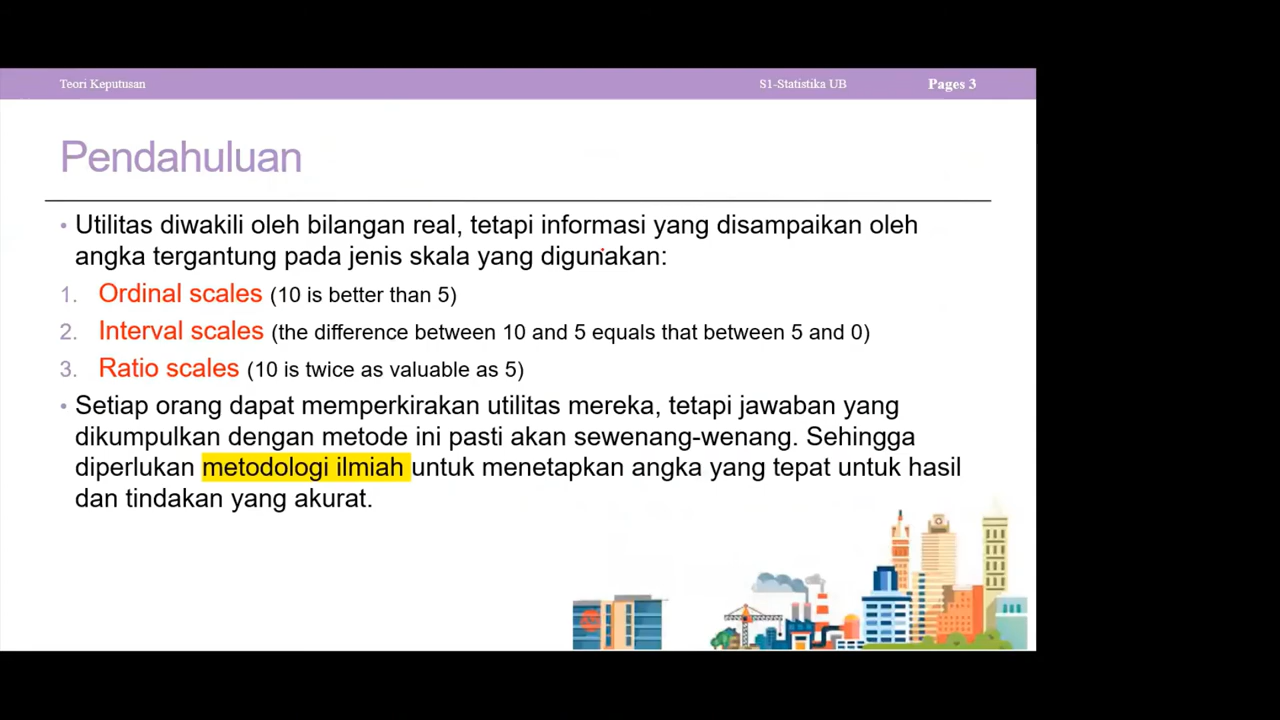 Teori Keputusan
S1-Statistika UB
Pages 3
Pendahuluan
• Utilitas diwakili oleh bilangan real, tetapi informasi yang disampaikan oleh
angka tergantung pada jenis skala yang digunakan:
1. Ordinal scales (10 is better than 5)
2. Interval scales (the difference between 10 and 5 equals that between 5 and 0)
3. Ratio scales (10 is twice as valuable as 5)
• Setiap orang dapat memperkirakan utilitas mereka, tetapi jawaban yang
dikumpulkan dengan metode ini pasti akan sewenang-wenang. Sehingga
diperlukan metodologi ilmiah untuk menetapkan angka yang tepat untuk hasil
dan tindakan yang akurat.